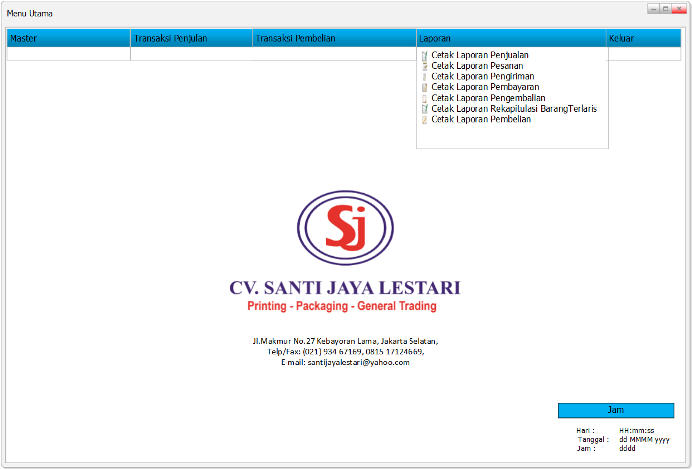 Menu Utama
Master Transaksi Penjulan Transaksi Pembelian Laporan Keluar
Cetak Laporan Penjualan
Cetak Laporan Pesanan
Cetak Laporan Pengiriman
Cetak Laporan Pembayaran
Cetak Laporan Pengembalian
Cetak Laporan Rekapitulasi BarangTerlaris
Cetak Laporan Pembelian
Sj
CV. SANTI JAYA LESTARI
Printing - Packaging - General Trading
Jl.Makmur No.27 Kebayoran Lama, Jakarta Selatan,
Telp/Fax: (021) 934 67169, 0815 17124669,
E-mail: santijayalestari@yahoo.com
Jam
Hari : HH:mm:ss
Tanggal : dd MMMM yyyy
Jam : dddd